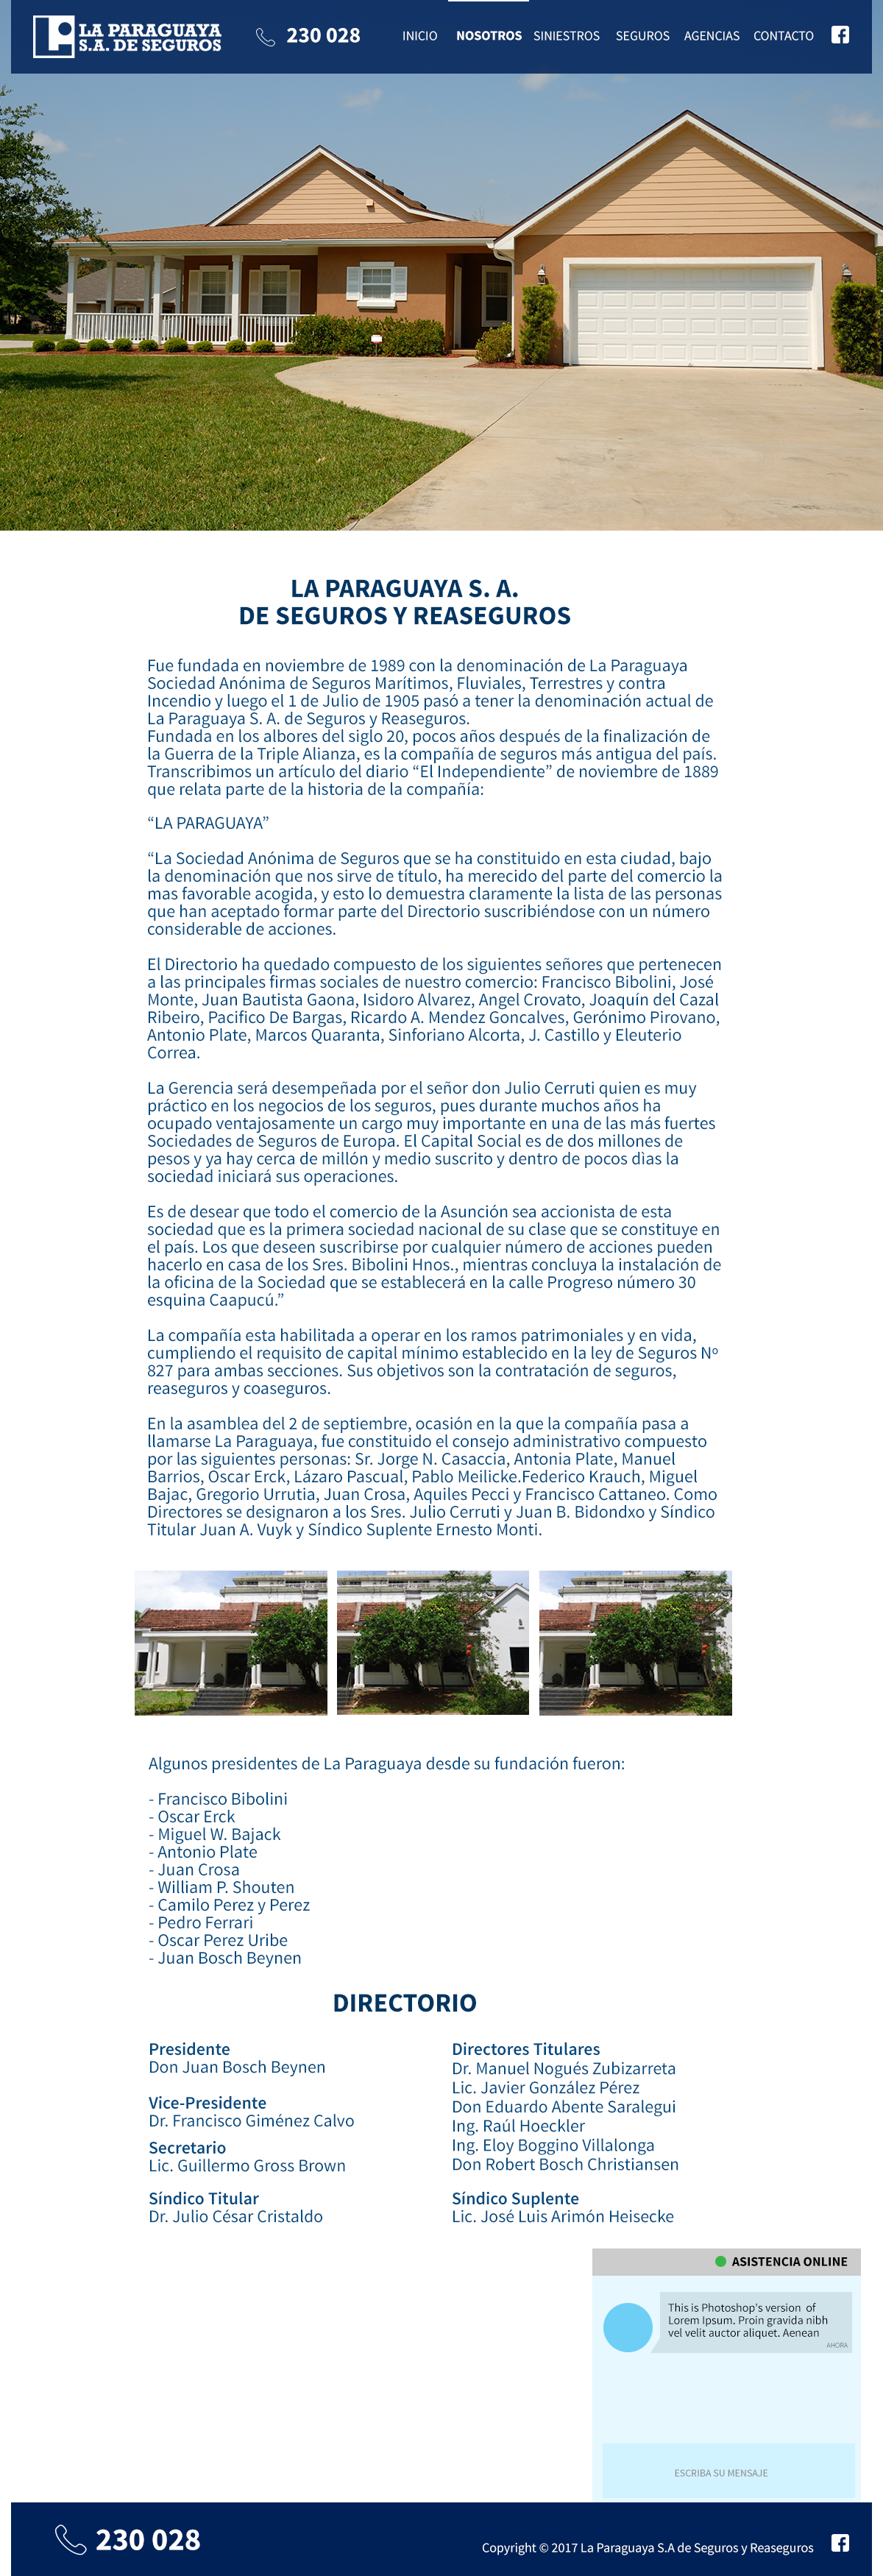 LA PARAGUAYA
S.A. DE SEGUROS
230 028
INICIO NOSOTROS SINIESTROS SEGUROS AGENCIAS CONTACTO
LA PARAGUAYA S. A.
DE SEGUROS Y REASEGUROS
Fue fundada en noviembre de 1989 con la denominación de La Paraguaya
Sociedad Anónima de Seguros Marítimos, Fluviales, Terrestres y contra
Incendio y luego el 1 de Julio de 1905 pasó a tener la denominación actual de
La Paraguaya S. A. de Seguros y Reaseguros.
Fundada en los albores del siglo 20, pocos años después de la finalización de
la Guerra de la Triple Alianza, es la compañía de seguros más antigua del país.
Transcribimos un artículo del diario “El Independiente” de noviembre de 1889
que relata parte de la historia de la compañía:
“LA PARAGUAYA”
“La Sociedad Anónima de Seguros que se ha constituido en esta ciudad, bajo
la denominación que nos sirve de título, ha merecido del parte del comercio la
mas favorable acogida, y esto lo demuestra claramente la lista de las personas
que han aceptado formar parte del Directorio suscribiéndose con un número
considerable de acciones.
El Directorio ha quedado compuesto de los siguientes señores que pertenecen
a las principales firmas sociales de nuestro comercio: Francisco Bibolini, José
Monte, Juan Bautista Gaona, Isidoro Alvarez, Angel Crovato, Joaquín del Cazal
Ribeiro, Pacifico De Bargas, Ricardo A. Mendez Goncalves, Gerónimo Pirovano,
Antonio Plate, Marcos Quaranta, Sinforiano Alcorta, J. Castillo y Eleuterio
Correa.
La Gerencia será desempeñada por el señor don Julio Cerruti quien es muy
práctico en los negocios de los seguros, pues durante muchos años ha
ocupado ventajosamente un cargo muy importante en una de las más fuertes
Sociedades de Seguros de Europa. El Capital Social es de dos millones de
pesos y ya hay cerca de millón y medio suscrito y dentro de pocos dìas la
sociedad iniciará sus operaciones.
Es de desear que todo el comercio de la Asunción sea accionista de esta
sociedad que es la primera sociedad nacional de su clase que se constituye en
el país. Los que deseen suscribirse por cualquier número de acciones pueden
hacerlo en casa de los Sres. Bibolini Hnos., mientras concluya la instalación de
la oficina de la Sociedad que se establecerá en la calle Progreso número 30
esquina Caapucú.”
La compañía esta habilitada a operar en los ramos patrimoniales y en vida,
cumpliendo el requisito de capital mínimo establecido en la ley de Seguros Nº
827 para ambas secciones. Sus objetivos son la contratación de seguros,
reaseguros y coaseguros.
En la asamblea del 2 de septiembre, ocasión en la que la compañía pasa a
llamarse La Paraguaya, fue constituido el consejo administrativo compuesto
por las siguientes personas: Sr. Jorge N. Casaccia, Antonia Plate, Manuel
Barrios, Oscar Erck, Lázaro Pascual, Pablo Meilicke.Federico Krauch, Miguel
Bajac, Gregorio Urrutia, Juan Crosa, Aquiles Pecci y Francisco Cattaneo. Como
Directores se designaron a los Sres. Julio Cerruti y Juan B. Bidondxo y Síndico
Titular Juan A. Vuyk y Síndico Suplente Ernesto Monti.
Algunos presidentes de La Paraguaya desde su fundación fueron:
- Francisco Bibolini
- Oscar Erck
- Miguel W. Bajack
- Antonio Plate
- Juan Crosa
- William P. Shouten
- Camilo Perez y Perez
- Pedro Ferrari
- Oscar Perez Uribe
- Juan Bosch Beynen
DIRECTORIO
Presidente
Don Juan Bosch Beynen
Vice-Presidente
Dr. Francisco Giménez Calvo
Secretario
Lic. Guillermo Gross Brown
Síndico Titular
Dr. Julio César Cristaldo
Directores Titulares
Dr. Manuel Nogués Zubizarreta
Lic. Javier González Pérez
Don Eduardo Abente Saralegui
Ing. Raúl Hoeckler
Ing. Eloy Boggino Villalonga
Don Robert Bosch Christiansen
Síndico Suplente
Lic. José Luis Arimón Heisecke
ASISTENCIA ONLINE
This is Photoshop's version of
Lorem Ipsum. Proin gravida nibh
vel velit auctor aliquet. Aenean
AHORA
ESCRIBA SU MENSAJE
230 028
Copyright © 2017 La Paraguaya S.A de Seguros y Reaseguros